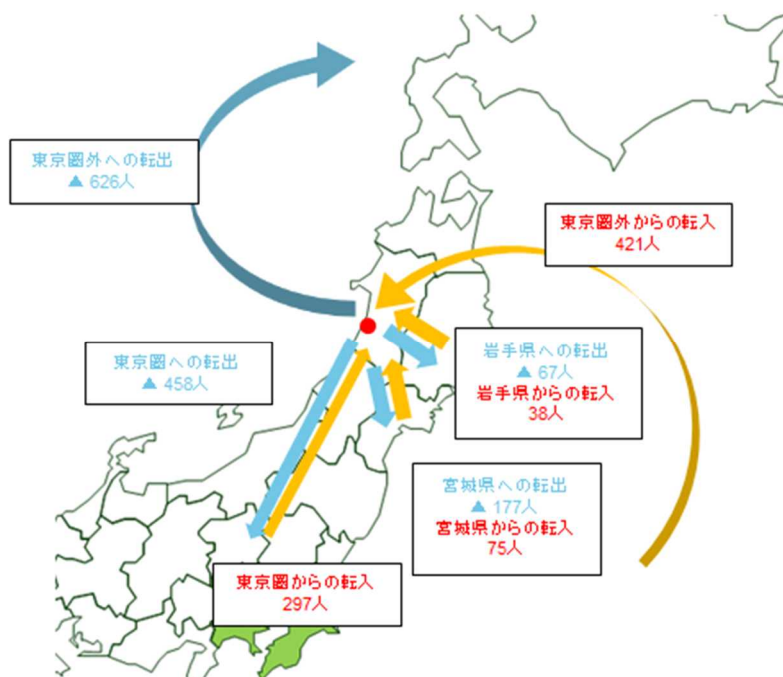 東京圏外への転出
▲ 626人
東京圏外からの転入
421人
東京圏への転出
▲ 458人
岩手県への転出
▲ 67人
岩手県からの転入
38人
宮城県への転出
▲ 177人
宮城県からの転入
75人
東京圏からの転入
297人